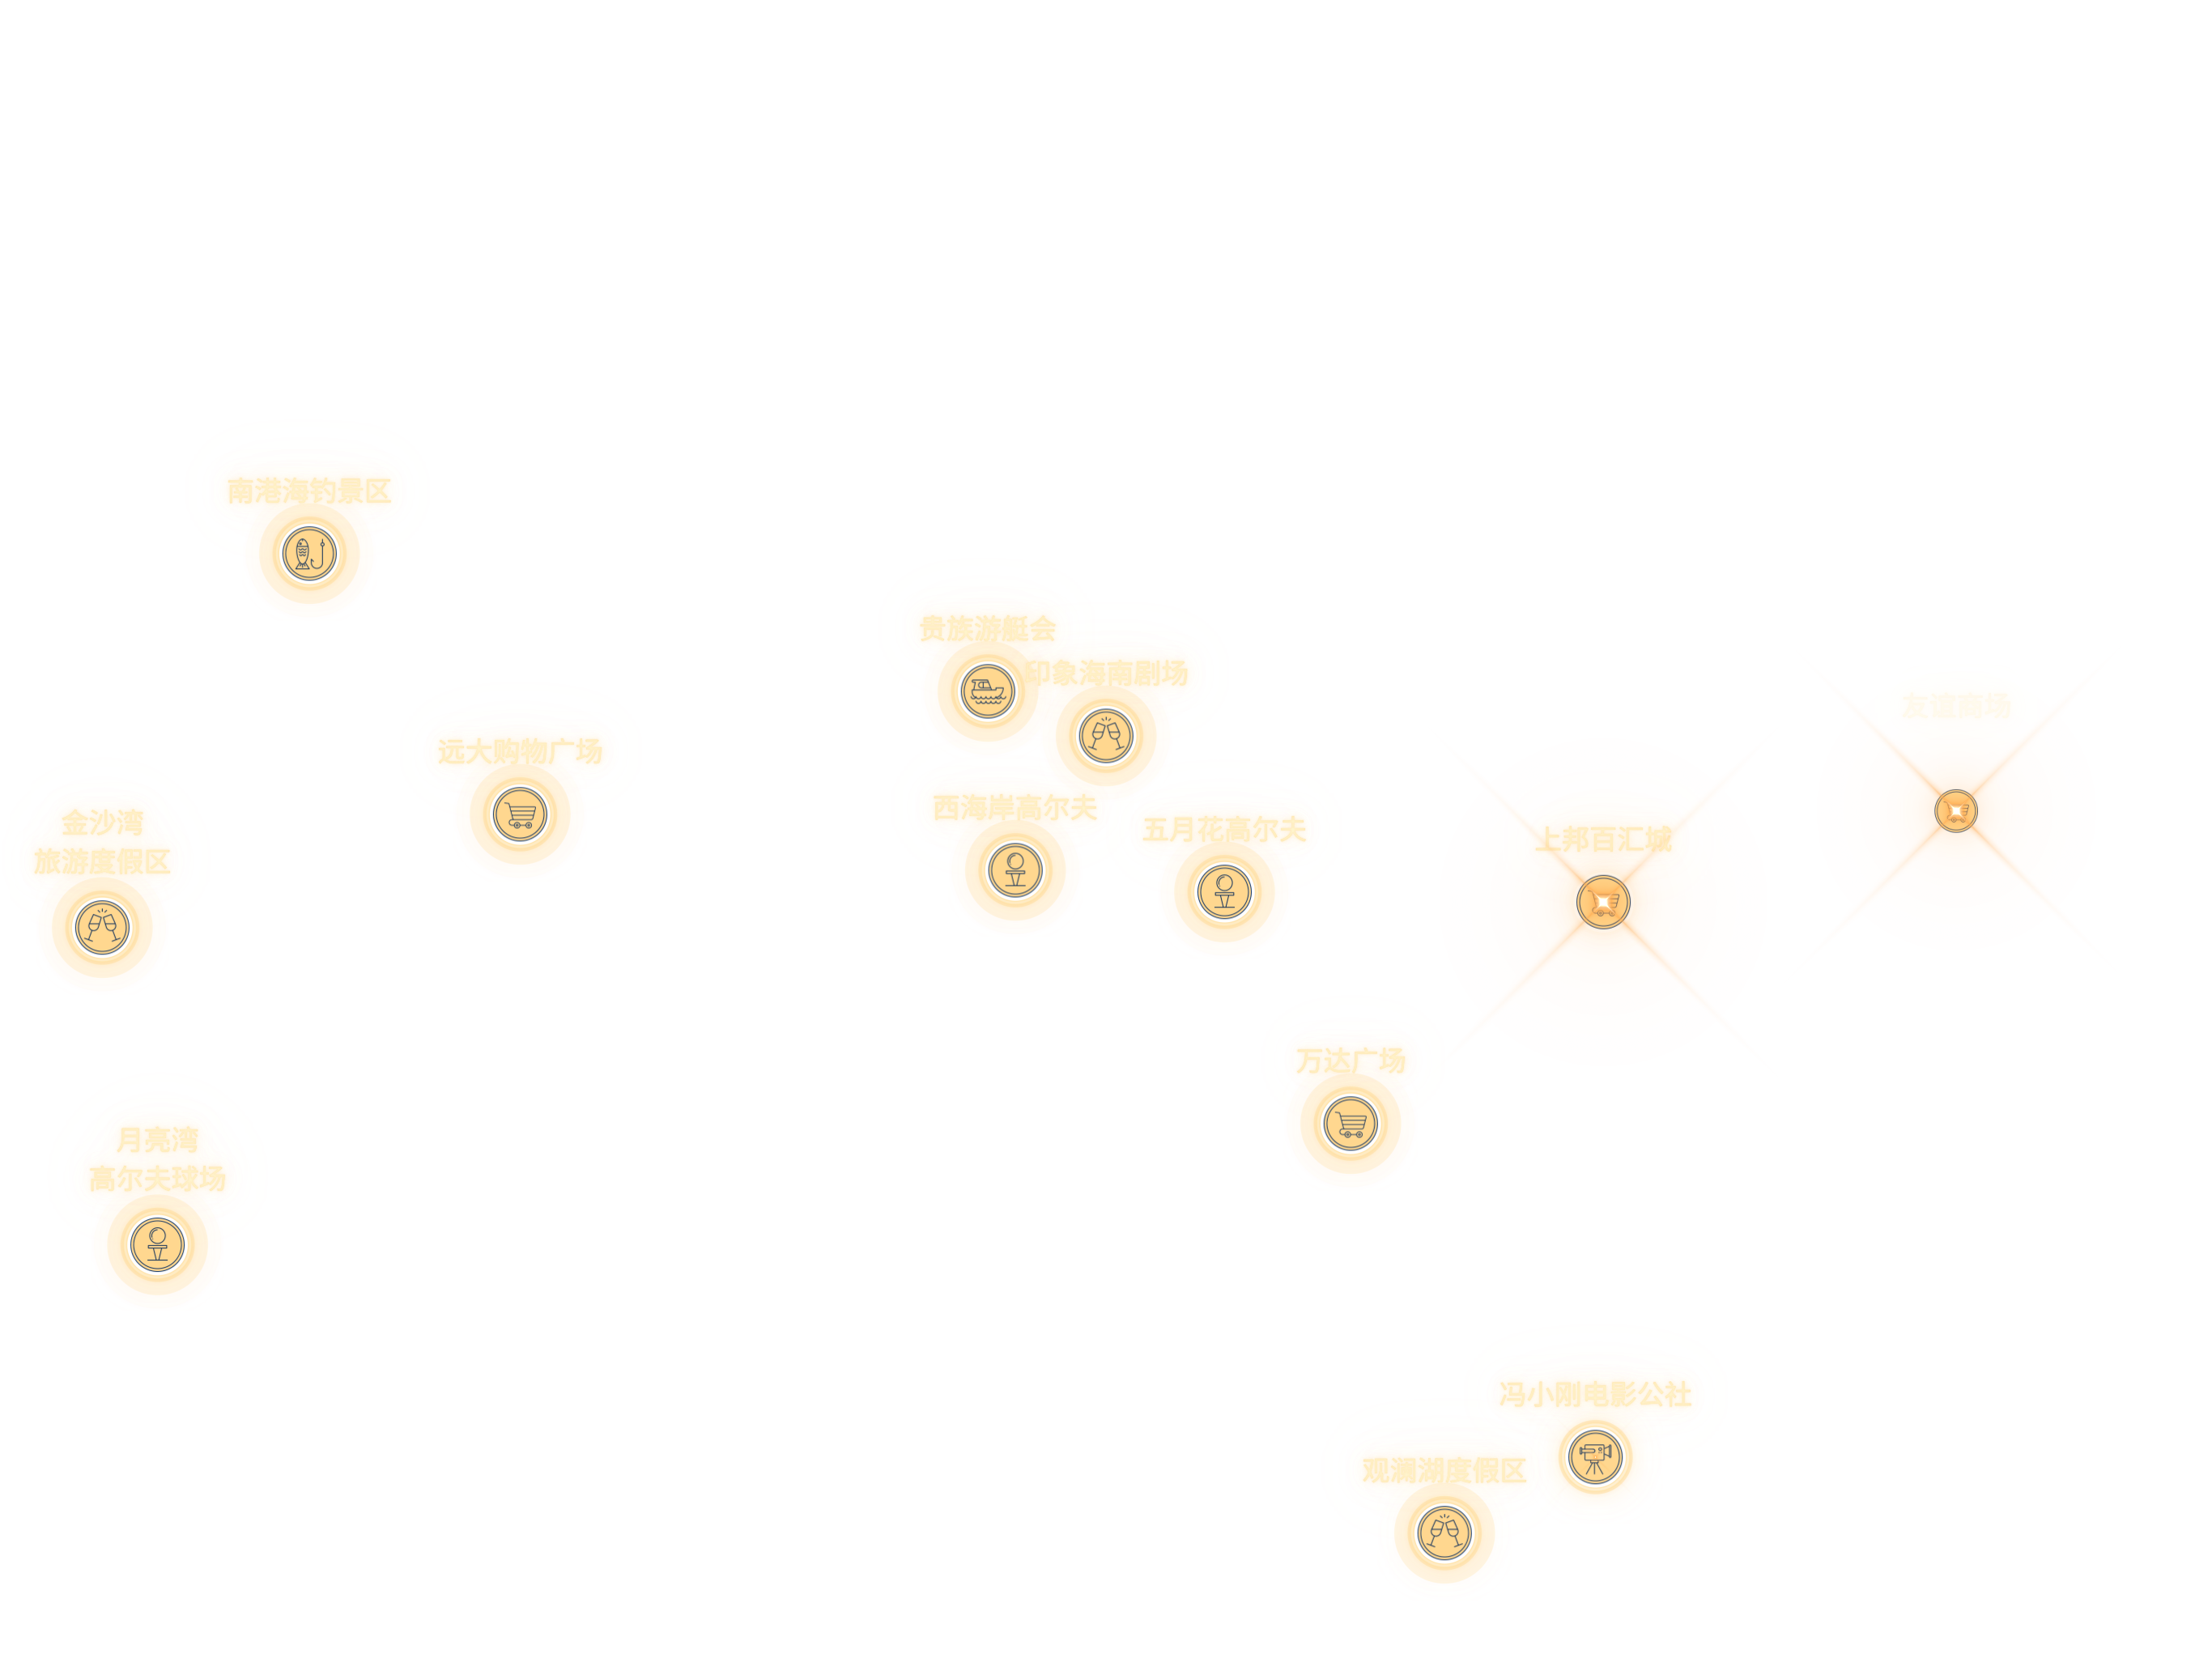 南港海钓景区
贵族游艇会
印象海南剧场
友谊商场
远大购物广场
西海岸高尔夫
五月花高尔夫
上邦百汇城
金沙湾
旅游度假区
万达广场
月亮湾
高尔夫球场
冯小刚电影公社
观澜湖度假区